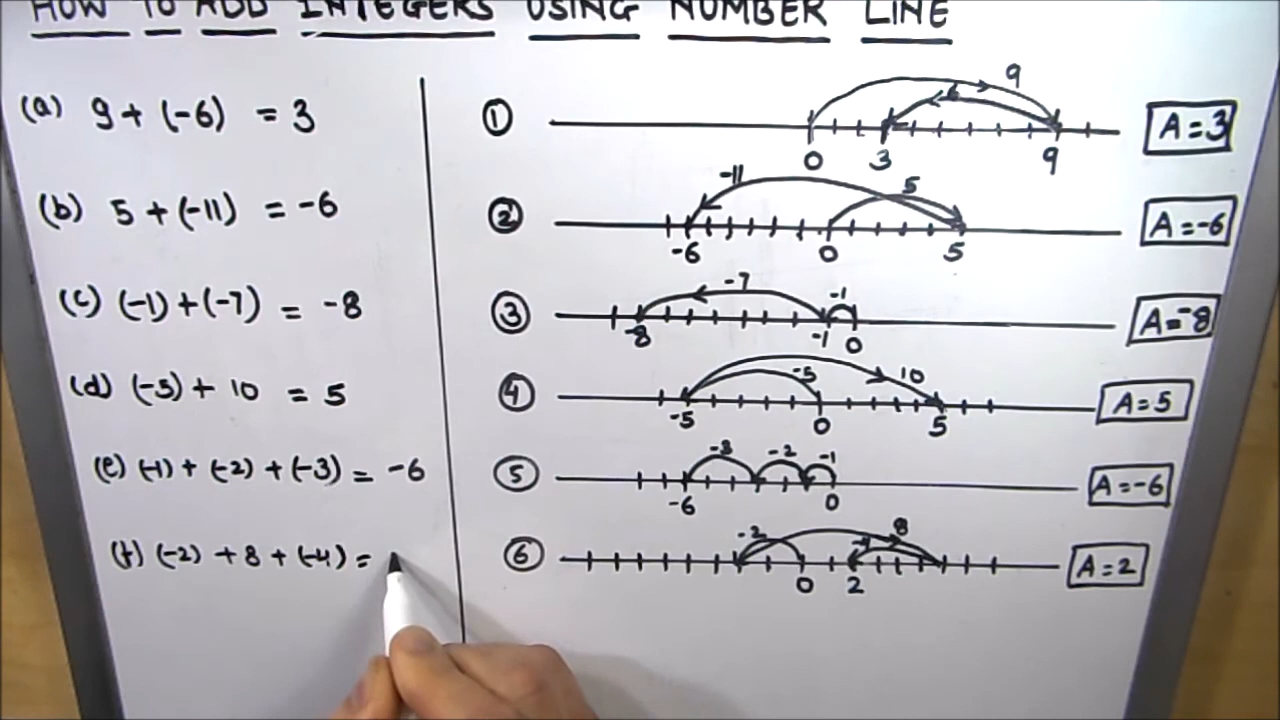 HOW TO ADD INTEGERS USING NUMBER LINE
(a) 9 + (-6) = 3
(b) 5 + (-11) = -6
(c) (-1) + (-7) = -8
(d) (-5) + 10 = 5
(e) (-1) + (-2) + (-3) = -6
(f) (-2) + 8 + (-4) =
① 9 6
0 3 9
A = 3
② -11 5
-6 0 5
A = -6
③ -7 -1
-8 -1 0
A = -8
④ -5 10
-5 0 5
A = 5
⑤ -3 -2 -1
-6 0
A = -6
⑥ -2 8
0 2
A = 2